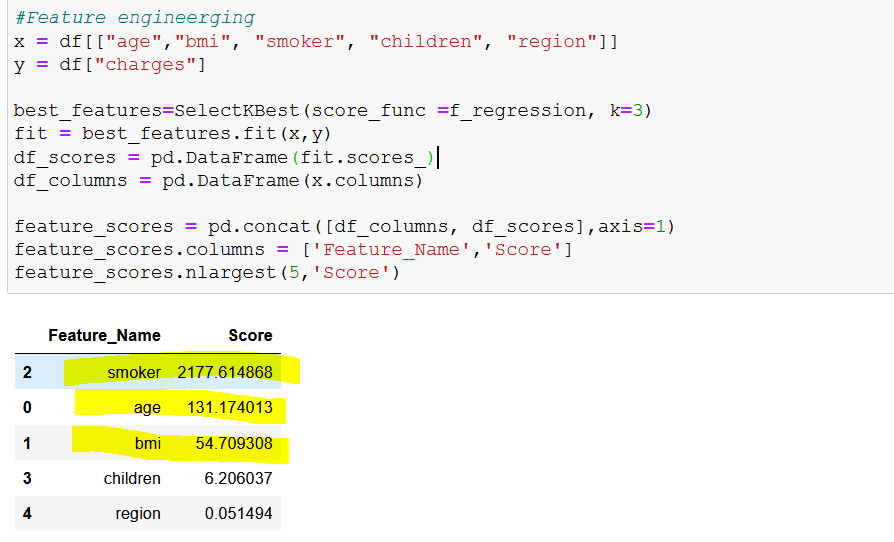 #Feature engineerging
x = df[["age","bmi", "smoker", "children", "region"]]
y = df["charges"]
best_features=SelectKBest(score_func =f_regression, k=3)
fit = best_features.fit(x,y)
df_scores = pd.DataFrame(fit.scores_)
df_columns = pd.DataFrame(x.columns)
feature_scores = pd.concat([df_columns, df_scores],axis=1)
feature_scores.columns = ['Feature_Name','Score']
feature_scores.nlargest(5,'Score')
Feature_Name Score
2 smoker 2177.614868
0 age 131.174013
1 bmi 54.709308
3 children 6.206037
4 region 0.051494